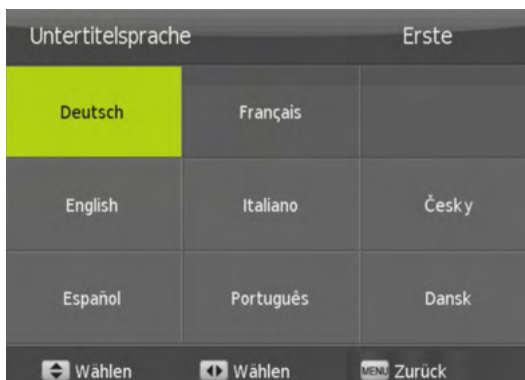 Untertitelsprache Erste
Deutsch Français
English Italiano Česky
Español Português Dansk
Wählen Wählen MENU Zurück